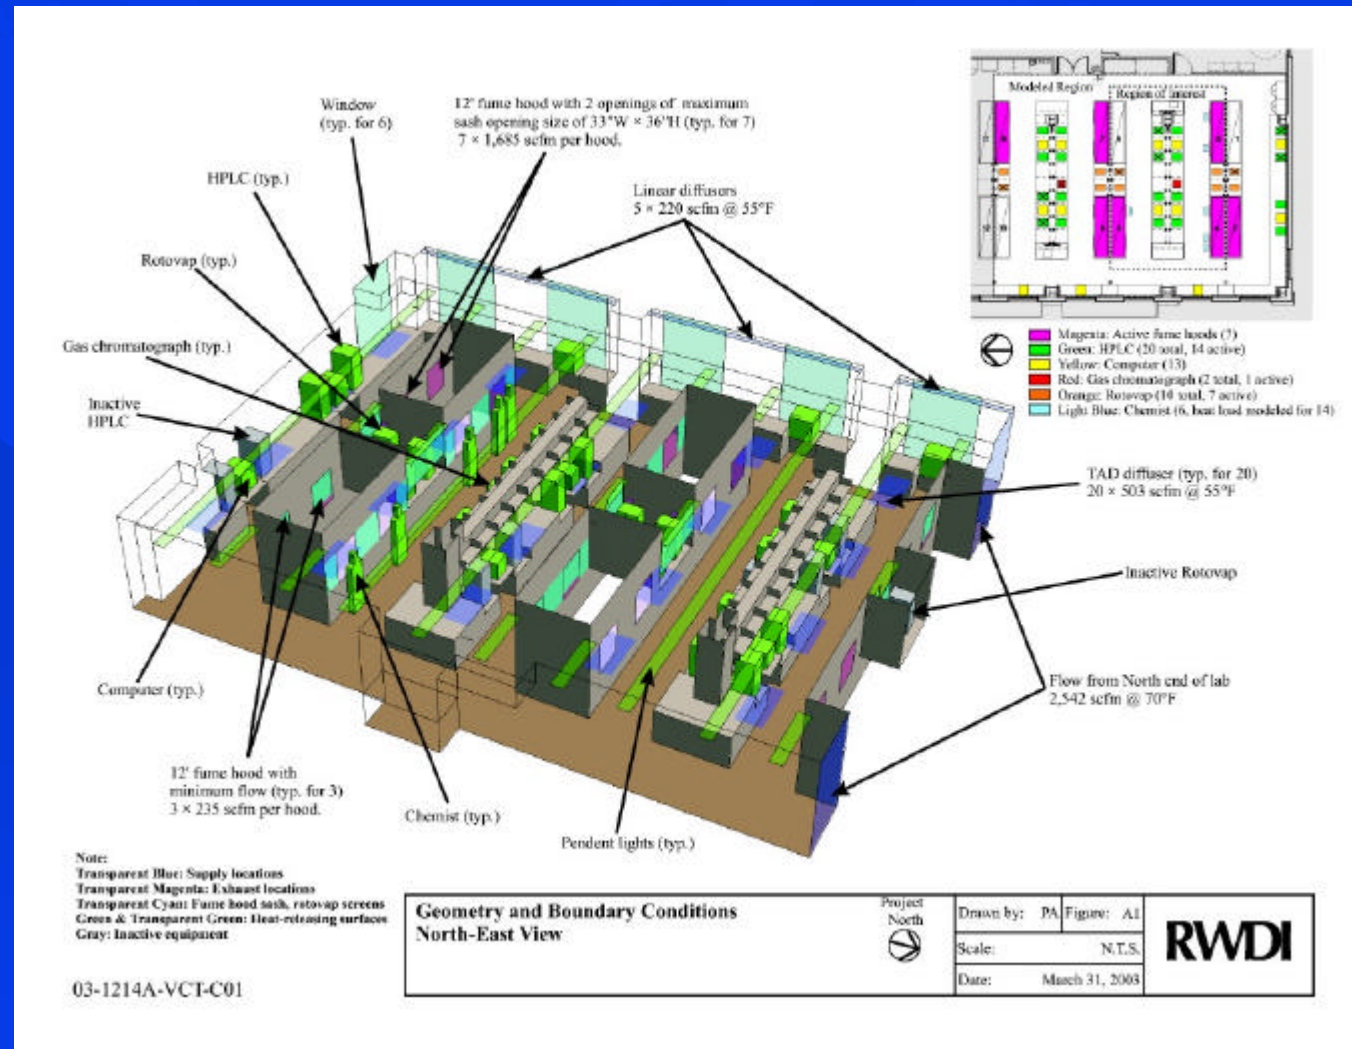 Window
(typ. for 6)
12' fume hood with 2 openings of maximum
sash opening size of 33"W × 36"H (typ. for 7)
7 × 1,685 scfm per hood.
HPLC (typ.)
Linear diffusers
5 × 220 scfm @ 55°F
Rotovap (typ.)
Gas chromatograph (typ.)
Inactive
HPLC
Modeled Region
Region of Interest
Magenta: Active fume hoods (7)
Green: HPLC (20 total, 14 active)
Yellow: Computer (13)
Red: Gas chromatograph (2 total, 1 active)
Orange: Rotovap (10 total, 7 active)
Light Blue: Chemist (6, heat load modeled for 14)
TAD diffuser (typ. for 20)
20 × 503 scfm @ 55°F
Inactive Rotovap
Flow from North end of lab
2,542 scfm @ 70°F
Computer (typ.)
12' fume hood with
minimum flow (typ. for 3)
3 × 235 scfm per hood.
Chemist (typ.)
Pendent lights (typ.)
Note:
Transparent Blue: Supply locations
Transparent Magenta: Exhaust locations
Transparent Cyan: Fume hood sash, rotovap screens
Green & Transparent Green: Heat-releasing surfaces
Gray: Inactive equipment
03-1214A-VCT-C01
Geometry and Boundary Conditions
North-East View
Project
North
Drawn by: PA Figure: A1
Scale: N.T.S.
Date: March 31, 2003
RWDI